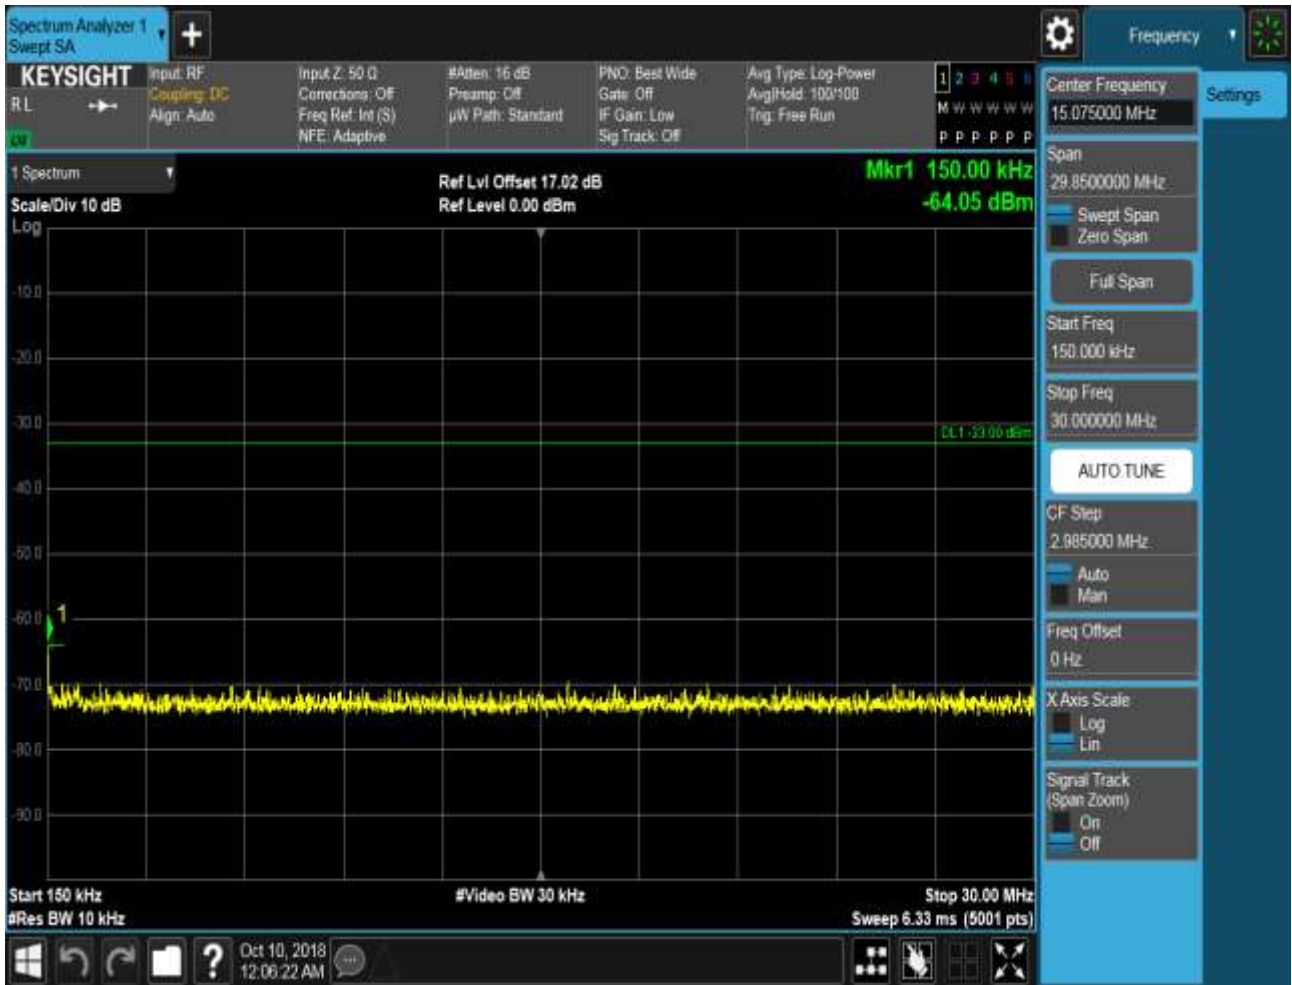 Spectrum Analyzer 1
Swept SA
+
Frequency
KEYSIGHT
RL
Input: RF
Coupling: DC
Align: Auto
Input Z: 50 Ω
Corrections: Off
Freq Ref: Int (S)
NFE: Adaptive
#Atten: 16 dB
Preamp: Off
µW Path: Standard
PNO: Best Wide
Gate: Off
IF Gain: Low
Sig Track: Off
Avg Type: Log-Power
Avg|Hold: 100/100
Trig: Free Run
1 2 3 4 5 6
M W W W W W
P P P P P P
LXI
1 Spectrum
Scale/Div 10 dB
Log
Ref Lvl Offset 17.02 dB
Ref Level 0.00 dBm
Mkr1 150.00 kHz
-64.05 dBm
-10.0
-20.0
-30.0
DL1 -33.00 dBm
-40.0
-50.0
-60.0
1
-70.0
-80.0
-90.0
Start 150 kHz
#Video BW 30 kHz
Stop 30.00 MHz
#Res BW 10 kHz
Sweep 6.33 ms (5001 pts)
?
Oct 10, 2018
12:06:22 AM
Center Frequency
15.075000 MHz
Settings
Span
29.8500000 MHz
Swept Span
Zero Span
Full Span
Start Freq
150.000 kHz
Stop Freq
30.000000 MHz
AUTO TUNE
CF Step
2.985000 MHz
Auto
Man
Freq Offset
0 Hz
X Axis Scale
Log
Lin
Signal Track
(Span Zoom)
On
Off